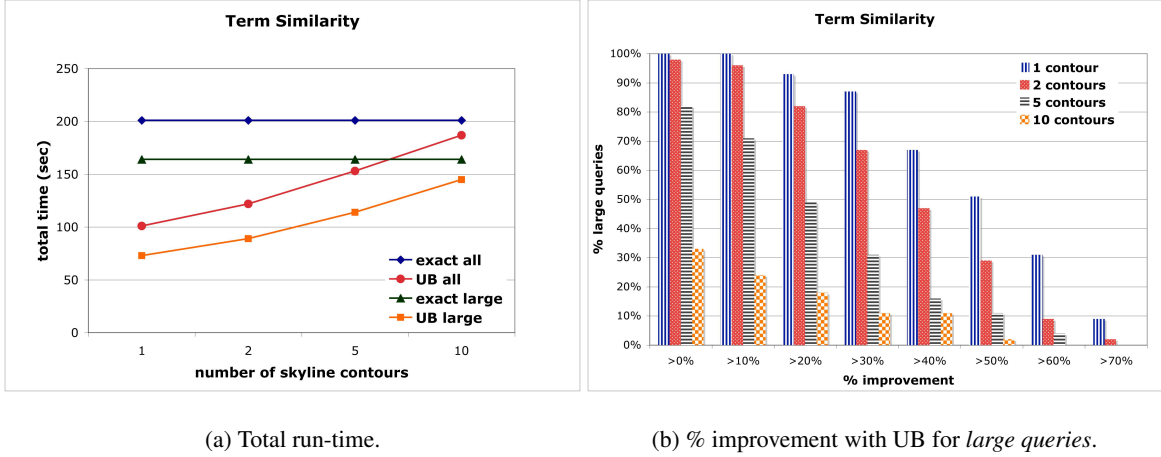 Term Similarity
250
200
150
100
50
0
total time (sec)
exact all
UB all
exact large
UB large
1 2 5 10
number of skyline contours
(a) Total run-time.
Term Similarity
100%
90%
80%
70%
60%
50%
40%
30%
20%
10%
0%
% large queries
1 contour
2 contours
5 contours
10 contours
>0% >10% >20% >30% >40% >50% >60% >70%
% improvement
(b) % improvement with UB for large queries.